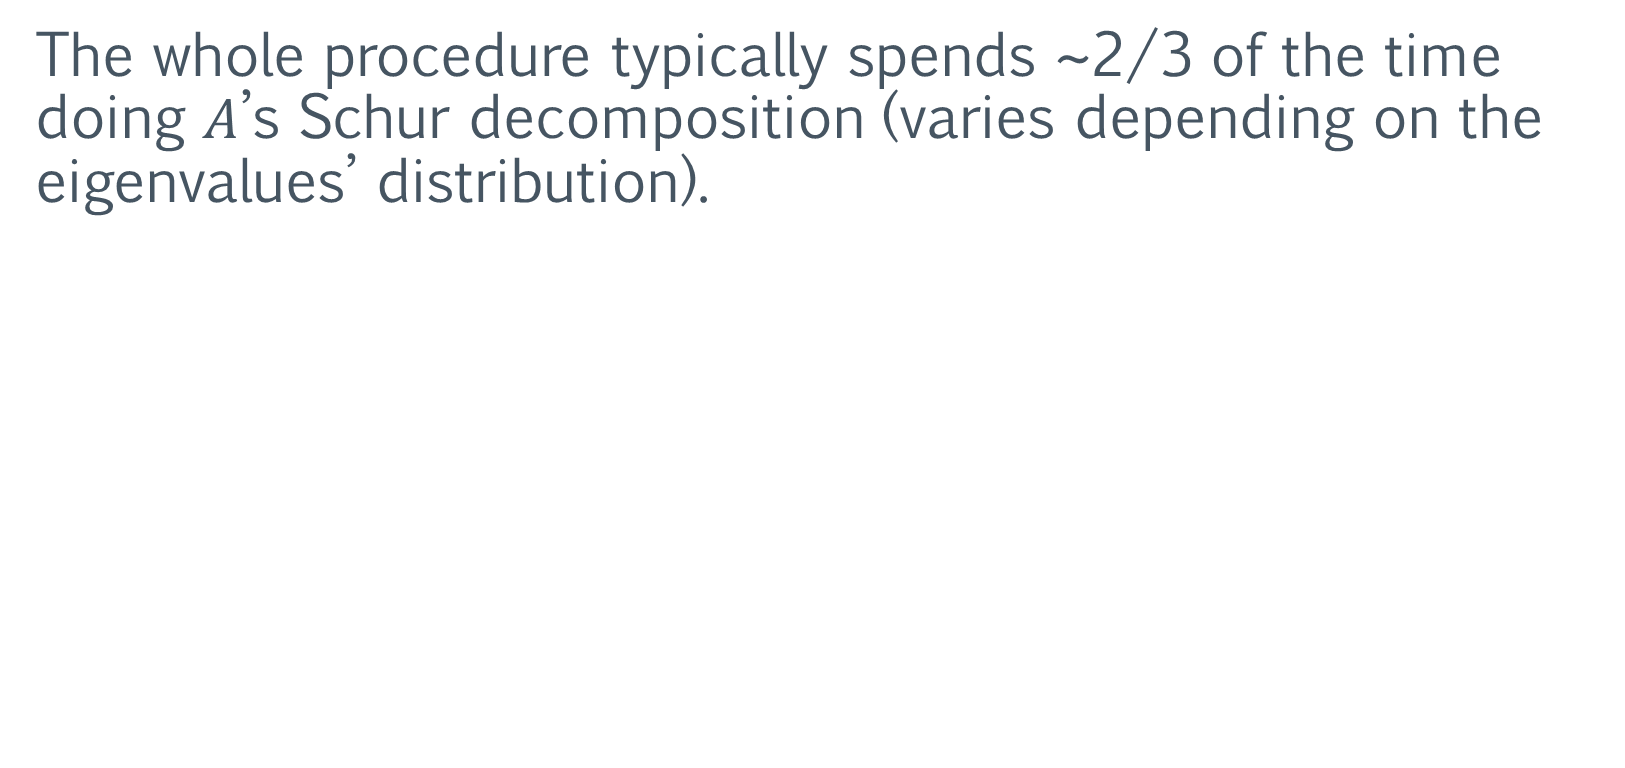 The whole procedure typically spends ~2/3 of the time
doing A’s Schur decomposition (varies depending on the
eigenvalues’ distribution).